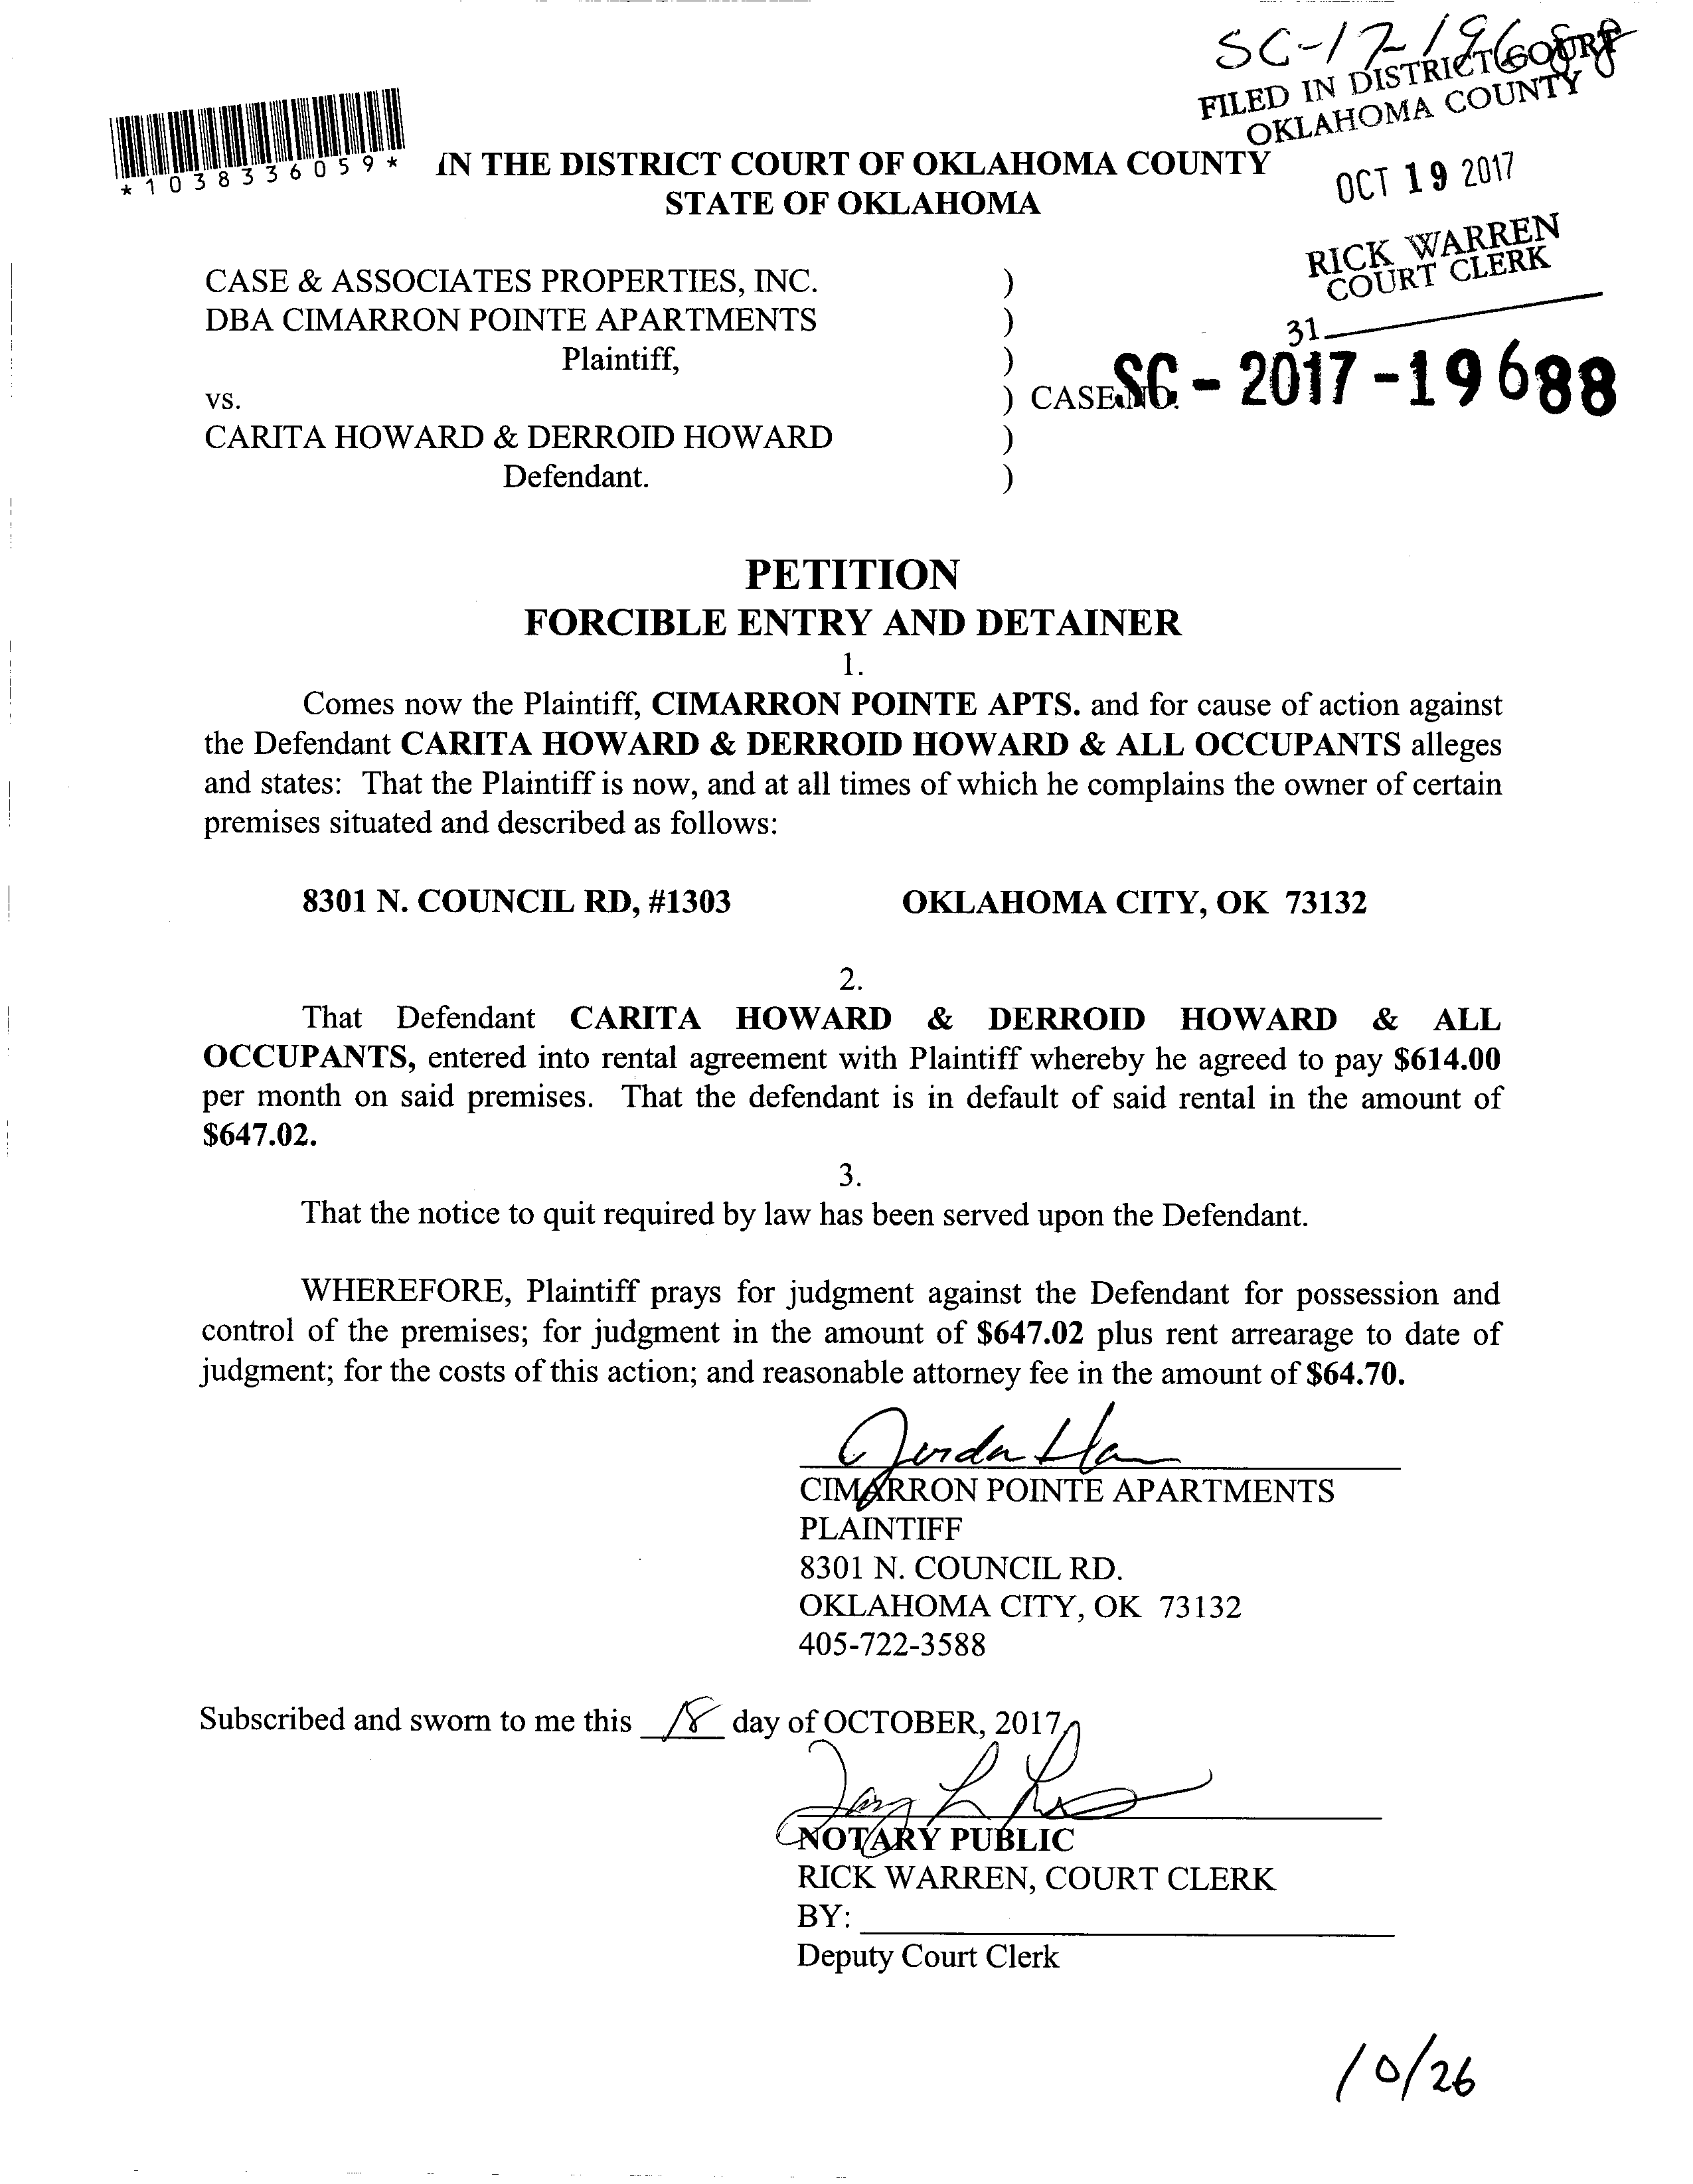 SC-17-19688
FILED IN DISTRICT COURT
OKLAHOMA COUNTY
*1038336059*
IN THE DISTRICT COURT OF OKLAHOMA COUNTY
STATE OF OKLAHOMA
OCT 19 2017
RICK WARREN
COURT CLERK
31
CASE & ASSOCIATES PROPERTIES, INC. )
DBA CIMARRON POINTE APARTMENTS )
Plaintiff, )
vs. ) CASE NO. SC - 2017 - 19688
CARITA HOWARD & DERROID HOWARD )
Defendant. )
PETITION
FORCIBLE ENTRY AND DETAINER
1.
Comes now the Plaintiff, CIMARRON POINTE APTS. and for cause of action against
the Defendant CARITA HOWARD & DERROID HOWARD & ALL OCCUPANTS alleges
and states: That the Plaintiff is now, and at all times of which he complains the owner of certain
premises situated and described as follows:
8301 N. COUNCIL RD, #1303 OKLAHOMA CITY, OK 73132
2.
That Defendant CARITA HOWARD & DERROID HOWARD & ALL
OCCUPANTS, entered into rental agreement with Plaintiff whereby he agreed to pay $614.00
per month on said premises. That the defendant is in default of said rental in the amount of
$647.02.
3.
That the notice to quit required by law has been served upon the Defendant.
WHEREFORE, Plaintiff prays for judgment against the Defendant for possession and
control of the premises; for judgment in the amount of $647.02 plus rent arrearage to date of
judgment; for the costs of this action; and reasonable attorney fee in the amount of $64.70.
CIMARRON POINTE APARTMENTS
PLAINTIFF
8301 N. COUNCIL RD.
OKLAHOMA CITY, OK 73132
405-722-3588
Subscribed and sworn to me this 18 day of OCTOBER, 2017
NOTARY PUBLIC
RICK WARREN, COURT CLERK
BY:
Deputy Court Clerk
10/26